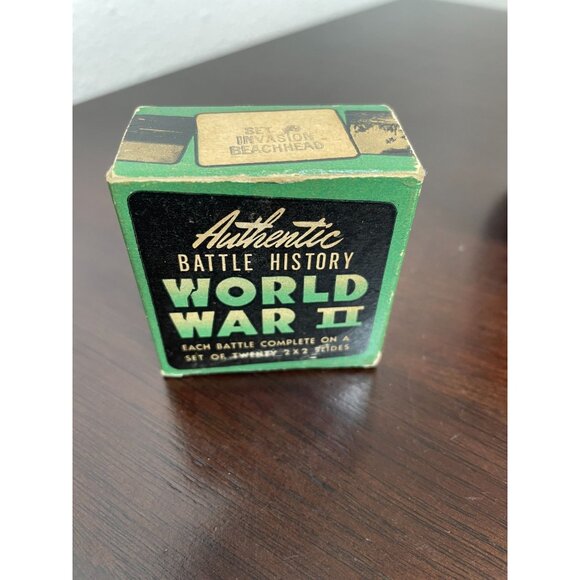 SET
INVASION
BEACHHEAD
Authentic
BATTLE HISTORY
WORLD
WAR II
EACH BATTLE COMPLETE ON A
SET OF TWENTY 2X2 SLIDES